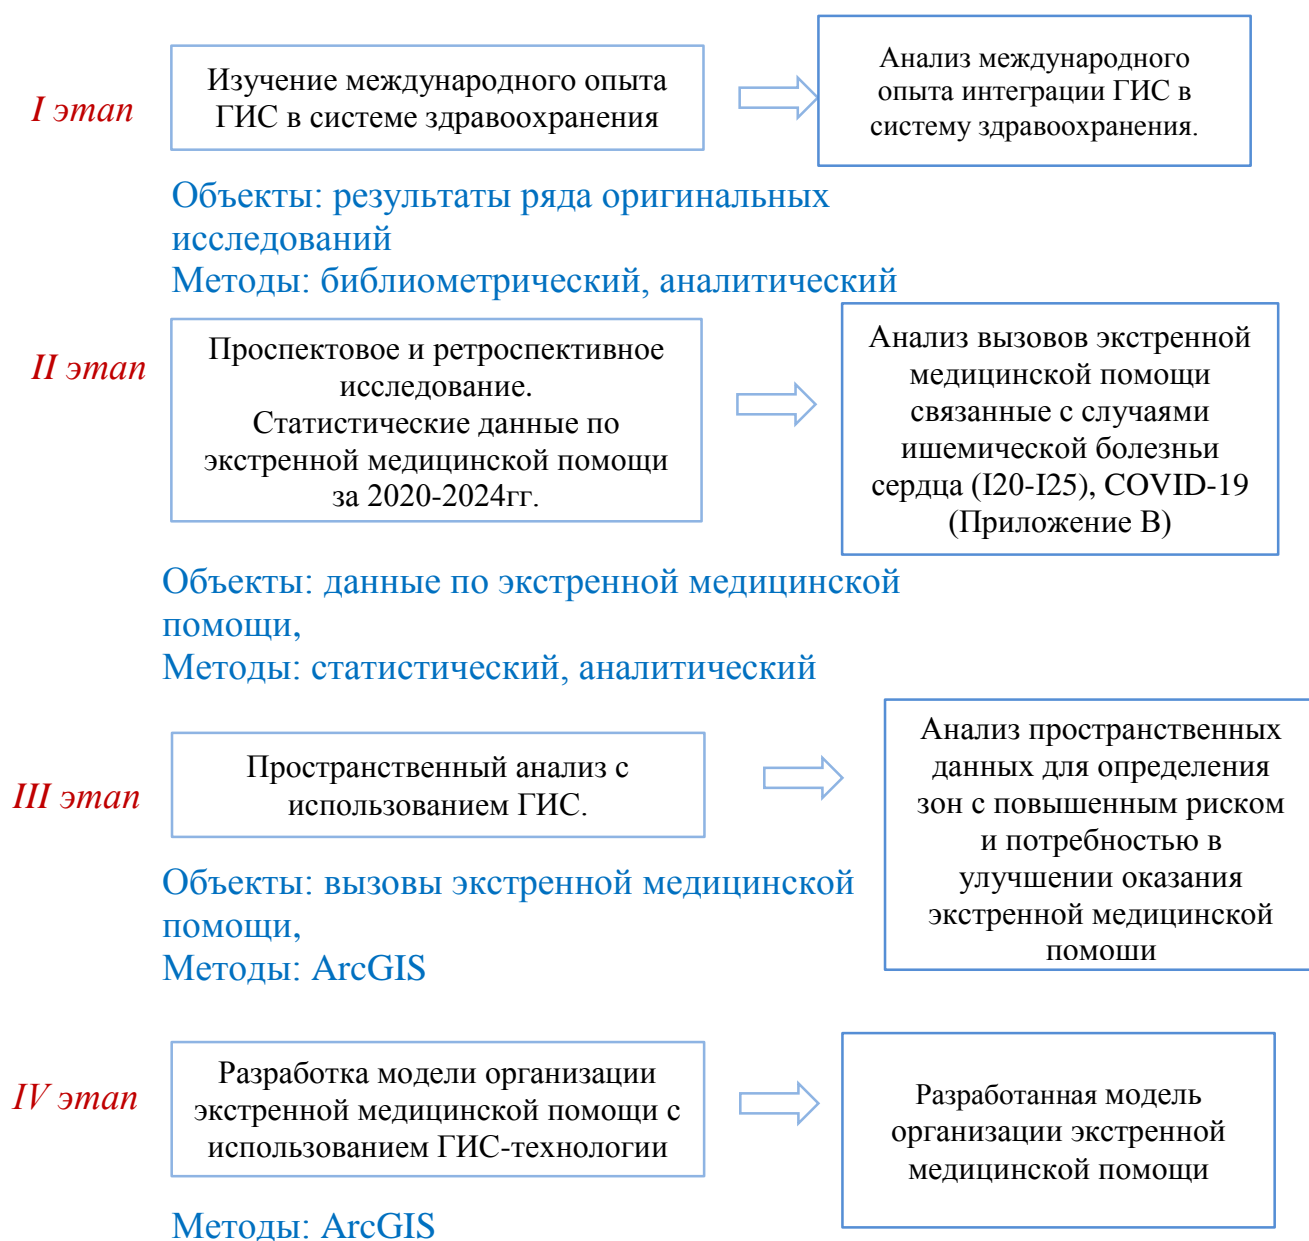 I этап
Изучение международного опыта
ГИС в системе здравоохранения
Анализ международного
опыта интеграции ГИС в
систему здравоохранения.
Объекты: результаты ряда оригинальных
исследований
Методы: библиометрический, аналитический
II этап
Проспектовое и ретроспективное
исследование.
Статистические данные по
экстренной медицинской помощи
за 2020-2024гг.
Анализ вызовов экстренной
медицинской помощи
связанные с случаями
ишемической болезньи
сердца (I20-I25), COVID-19
(Приложение В)
Объекты: данные по экстренной медицинской
помощи,
Методы: статистический, аналитический
III этап
Пространственный анализ с
использованием ГИС.
Анализ пространственных
данных для определения
зон с повышенным риском
и потребностью в
улучшении оказания
экстренной медицинской
помоши
Объекты: вызовы экстренной медицинской
помощи,
Методы: ArcGIS
IV этап
Разработка модели организации
экстренной медицинской помощи с
использованием ГИС-технологии
Разработанная модель
организации экстренной
медицинской помощи
Методы: ArcGIS